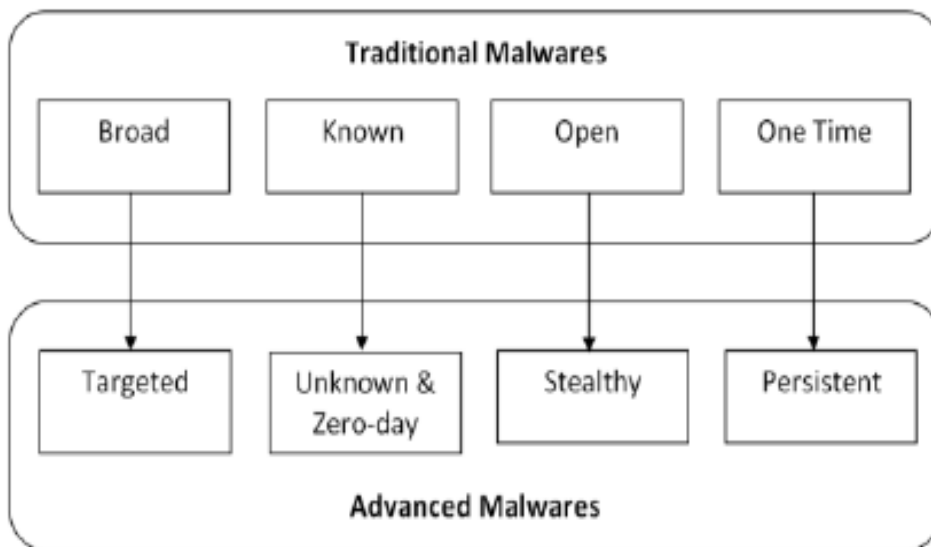 Traditional Malwares
Broad
Known
Open
One Time
Targeted
Unknown &
Zero-day
Stealthy
Persistent
Advanced Malwares